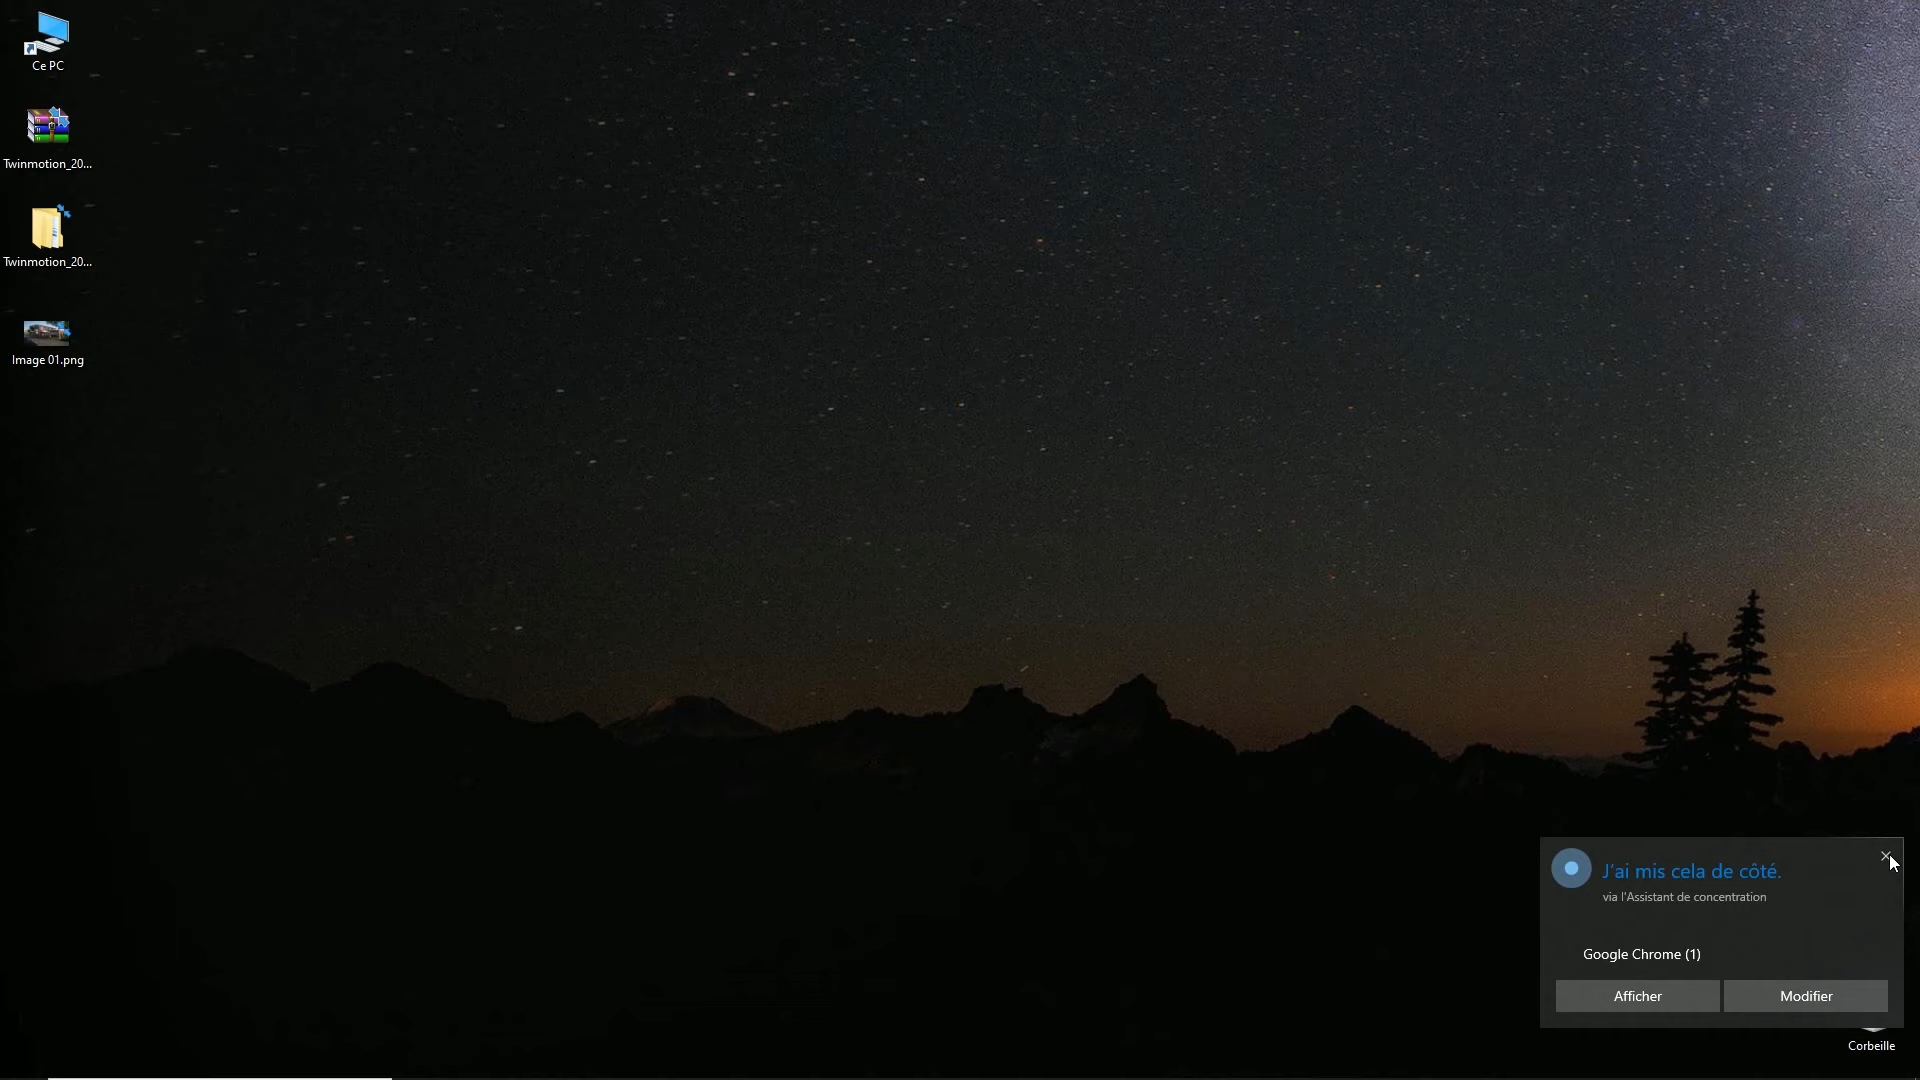 Ce PC
Twinmotion_20...
Twinmotion_20...
Image 01.png
J'ai mis cela de côté.
via l'Assistant de concentration
Google Chrome (1)
Afficher
Modifier
Corbeille